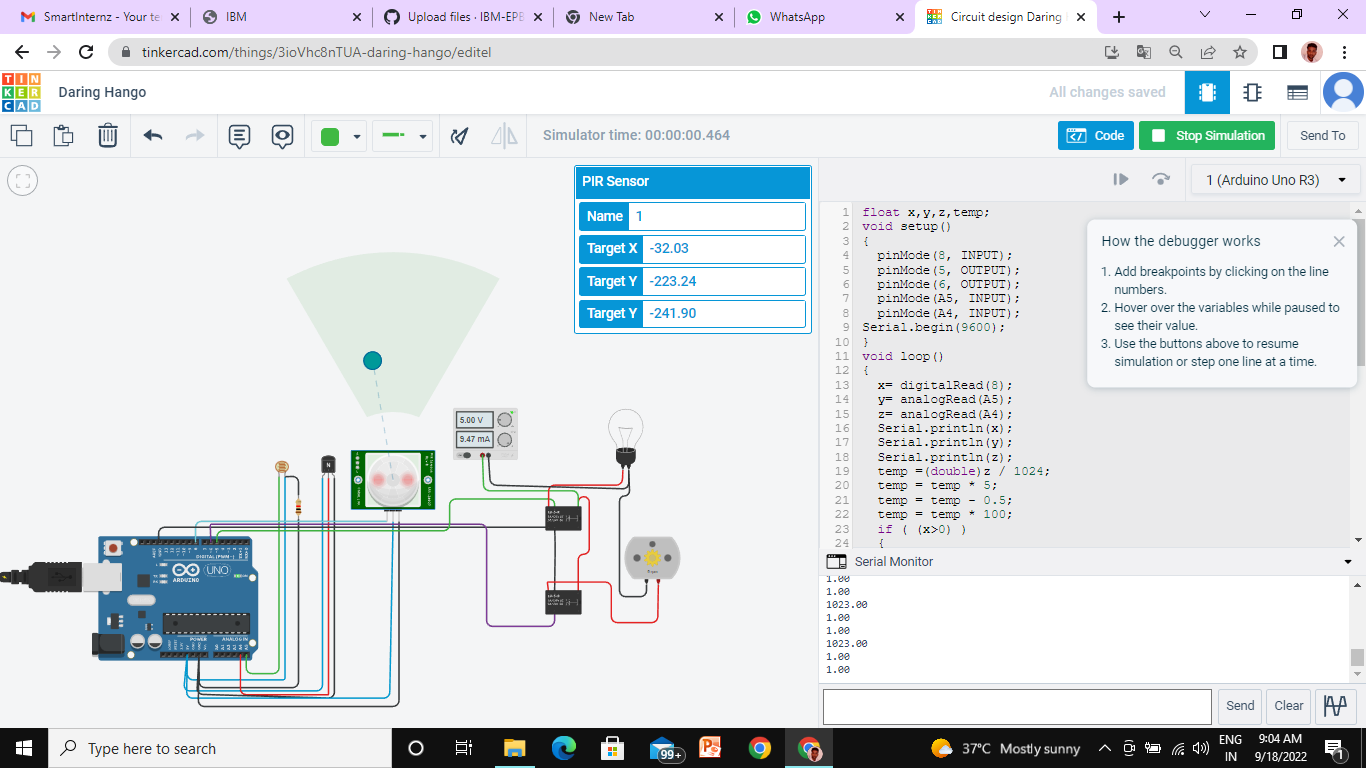 SmartInternz - Your te
IBM
Upload files · IBM-EPB
New Tab
WhatsApp
Circuit design Daring
tinkercad.com/things/3ioVhc8nTUA-daring-hango/editel
TIN
KER
CAD
Daring Hango
All changes saved
Simulator time: 00:00:00.464
Code
Stop Simulation
Send To
PIR Sensor
Name 1
Target X -32.03
Target Y -223.24
Target Y -241.90
1 (Arduino Uno R3)
1 float x,y,z,temp;
2 void setup()
3 {
4 pinMode(8, INPUT);
5 pinMode(5, OUTPUT);
6 pinMode(6, OUTPUT);
7 pinMode(A5, INPUT);
8 pinMode(A4, INPUT);
9 Serial.begin(9600);
10 }
11 void loop()
12 {
13 x= digitalRead(8);
14 y= analogRead(A5);
15 z= analogRead(A4);
16 Serial.println(x);
17 Serial.println(y);
18 Serial.println(z);
19 temp =(double)z / 1024;
20 temp = temp * 5;
21 temp = temp - 0.5;
22 temp = temp * 100;
23 if ( (x>0) )
24 {
How the debugger works
1. Add breakpoints by clicking on the line
numbers.
2. Hover over the variables while paused to
see their value.
3. Use the buttons above to resume
simulation or step one line at a time.
5.00 V
9.47 mA
N
DIGITAL (PWM~)
UNO
ARDUINO
POWER
ANALOG IN
Serial Monitor
1.00
1.00
1023.00
1.00
1.00
1023.00
1.00
1.00
Send
Clear
Type here to search
99+
37°C Mostly sunny
ENG
IN
9:04 AM
9/18/2022
1